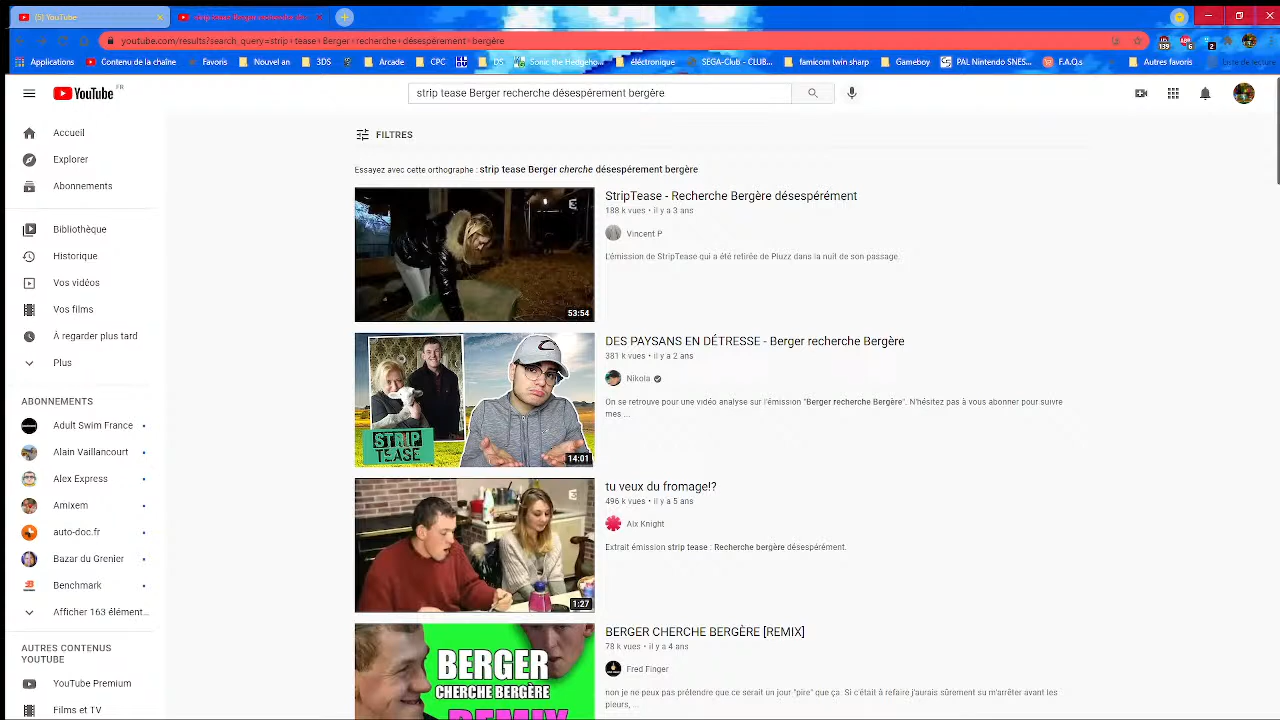 (5) YouTube
youtube.com/results?search_query=strip+tease+Berger+recherche+désespérement+bergère
Applications
Contenu de la chaîne
Favoris
Nouvel an
3DS
Arcade
CPC
DS
Sonic the Hedgeho...
éléctronique
SEGA-Club - CLUB...
famicom twin sharp
Gameboy
PAL Nintendo SNES...
F.A.Q.s
Autres favoris
Liste de lecture
YouTube FR
strip tease Berger recherche désespérement bergère
Accueil
Explorer
Abonnements
Bibliothèque
Historique
Vos vidéos
Vos films
À regarder plus tard
Plus
ABONNEMENTS
Adult Swim France
Alain Vaillancourt
Alex Express
Amixem
auto-doc.fr
Bazar du Grenier
Benchmark
Afficher 163 élément...
AUTRES CONTENUS
YOUTUBE
YouTube Premium
Films et TV
FILTRES
Essayez avec cette orthographe : strip tease Berger cherche désespérement bergère
53:54
StripTease - Recherche Bergère désespérément
188 k vues • il y a 3 ans
Vincent P
L'émission de StripTease qui a été retirée de Pluzz dans la nuit de son passage.
STRIP
TEASE
14:01
DES PAYSANS EN DÉTRESSE - Berger recherche Bergère
381 k vues • il y a 2 ans
Nikola
On se retrouve pour une vidéo analyse sur l'émission "Berger recherche Bergère". N'hésitez pas à vous abonner pour suivre
mes ...
1:27
tu veux du fromage!?
496 k vues • il y a 5 ans
Aix Knight
Extrait émission strip tease : Recherche bergère désespérément.
BERGER
CHERCHE BERGÈRE
REMIX
BERGER CHERCHE BERGÈRE [REMIX]
78 k vues • il y a 4 ans
Fred Finger
non je ne peux pas prétendre que ce serait un jour "pire" que ça. Si c'était à refaire j'aurais sûrement su m'arrêter avant les
pleurs, ...